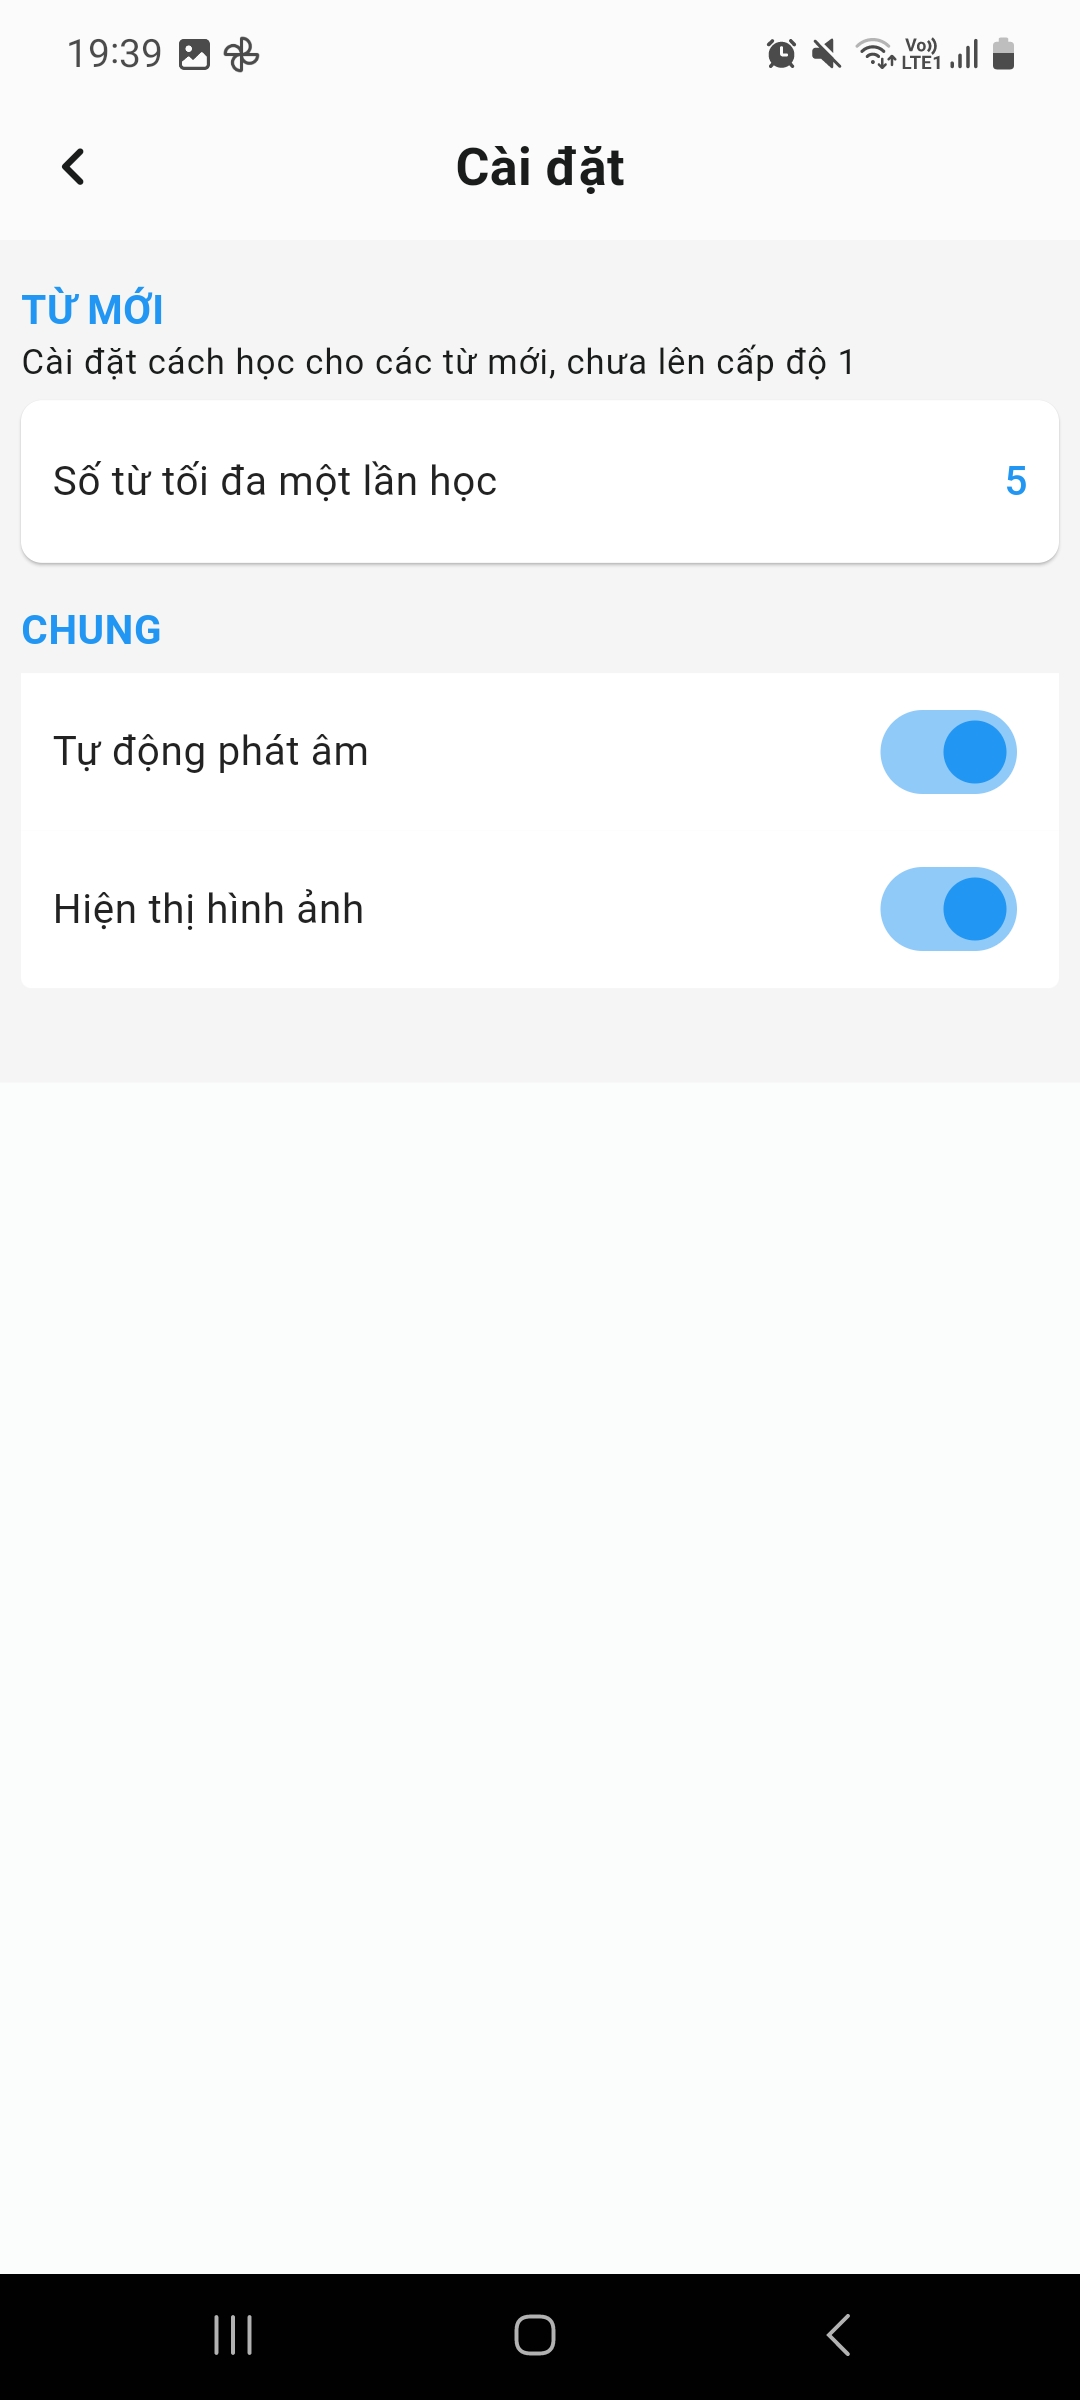 19:39
Vo))
LTE1
Cài đặt
TỪ MỚI
Cài đặt cách học cho các từ mới, chưa lên cấp độ 1
Số từ tối đa một lần học
5
CHUNG
Tự động phát âm
Hiện thị hình ảnh